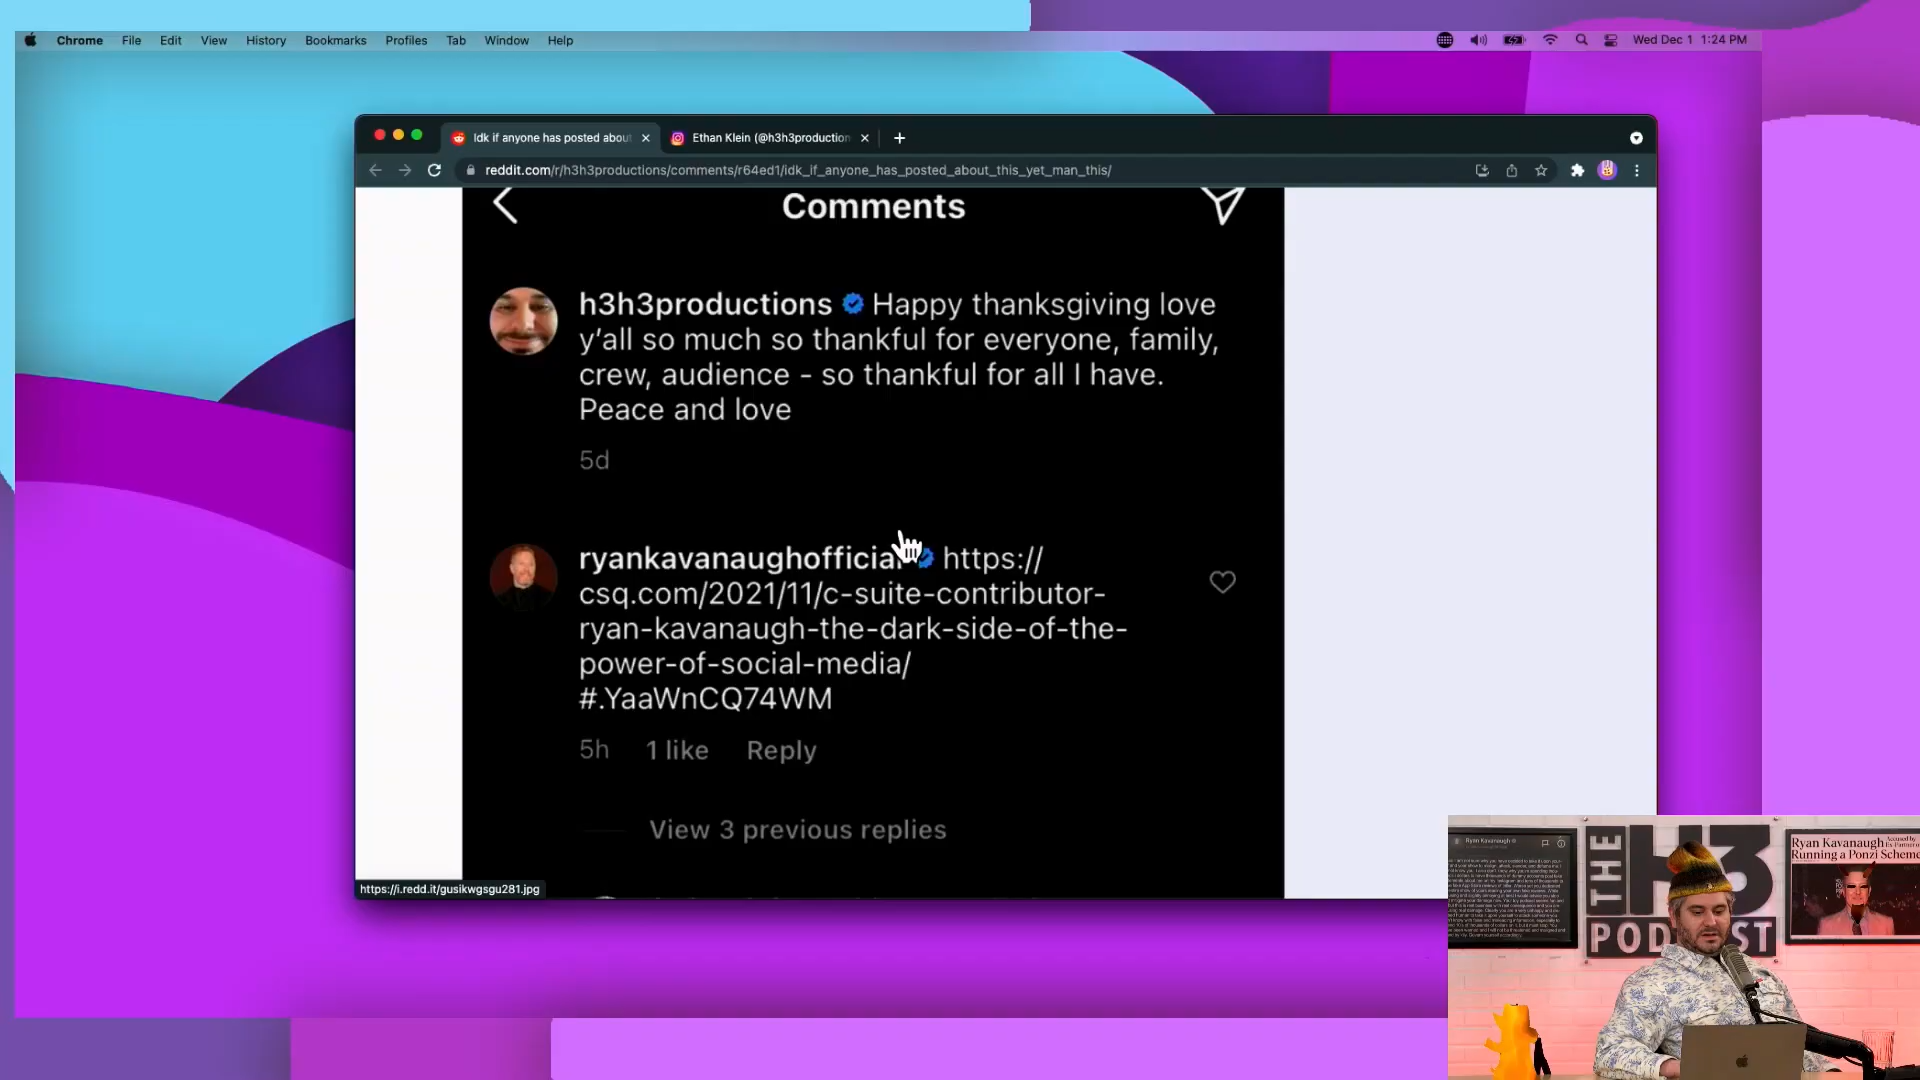 Chrome File Edit View History Bookmarks Profiles Tab Window Help
Wed Dec 1 1:24 PM
Idk if anyone has posted about
Ethan Klein (@h3h3production
reddit.com/r/h3h3productions/comments/r64ed1/idk_if_anyone_has_posted_about_this_yet_man_this/
Comments
h3h3productions Happy thanksgiving love
y'all so much so thankful for everyone, family,
crew, audience - so thankful for all I have.
Peace and love
5d
ryankavanaughofficial https://
csq.com/2021/11/c-suite-contributor-
ryan-kavanaugh-the-dark-side-of-the-
power-of-social-media/
#.YaaWnCQ74WM
5h 1 like Reply
View 3 previous replies
https://i.redd.it/gusikwgsgu281.jpg
Ryan Kavanaugh
THE H3
PODCAST
Ryan Kavanaugh Accused by
Running a Ponzi Scheme